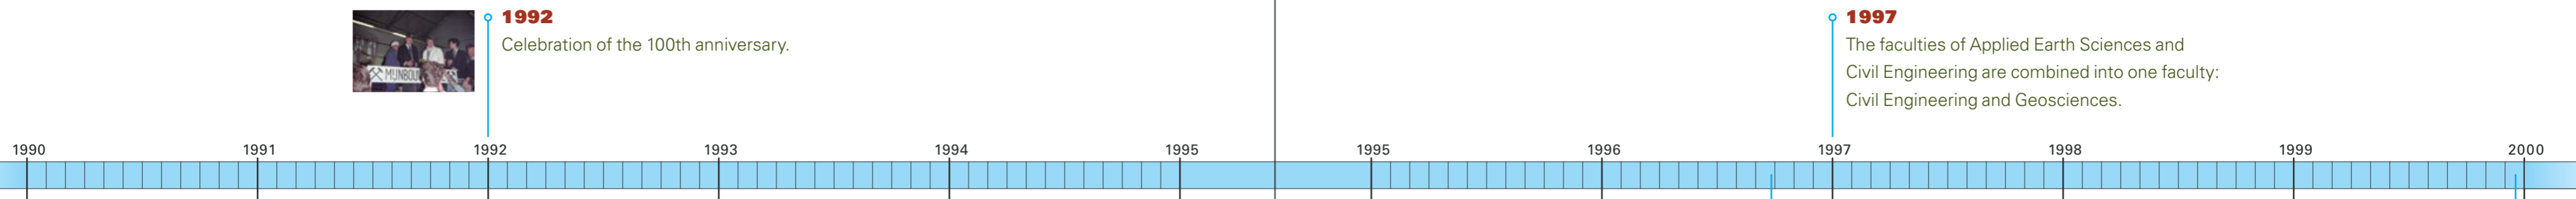 1992
Celebration of the 100th anniversary.
MIJNBOU
1997
The faculties of Applied Earth Sciences and
Civil Engineering are combined into one faculty:
Civil Engineering and Geosciences.
1990 1991 1992 1993 1994 1995 1995 1996 1997 1998 1999 2000